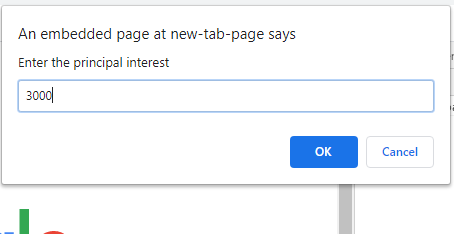 An embedded page at new-tab-page says
Enter the principal interest
3000
OK Cancel